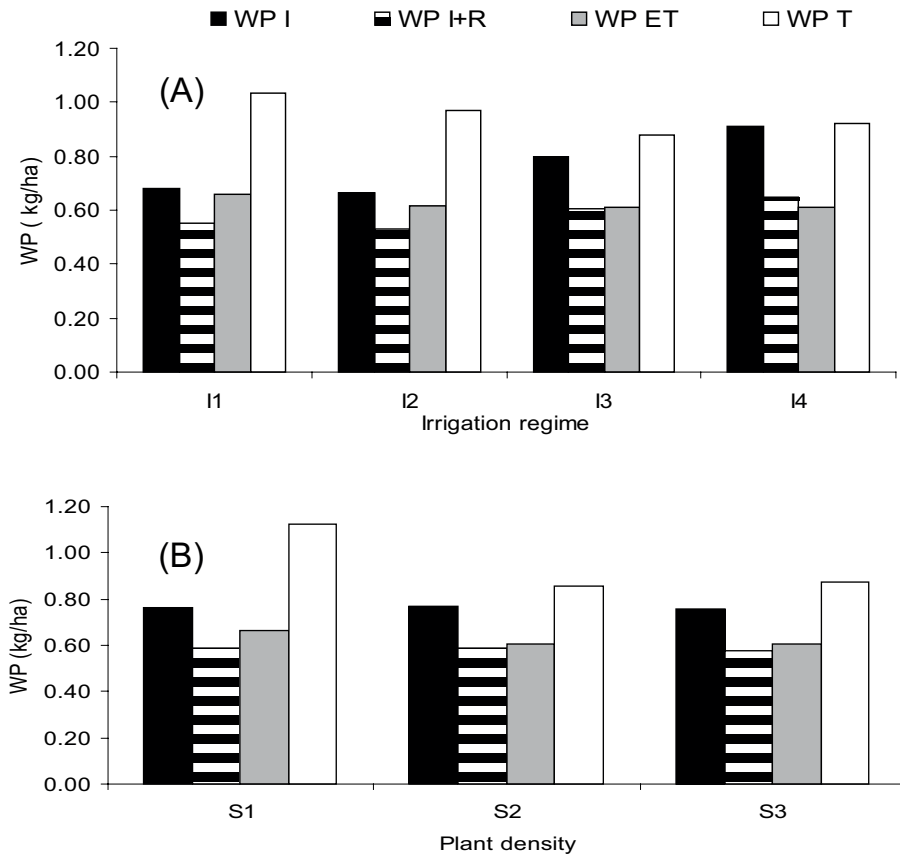 WP I WP I+R WP ET WP T
(A)
WP ( kg/ha)
1.20
1.00
0.80
0.60
0.40
0.20
0.00
I1 I2 I3 I4
Irrigation regime
(B)
WP (kg/ha)
1.20
1.00
0.80
0.60
0.40
0.20
0.00
S1 S2 S3
Plant density